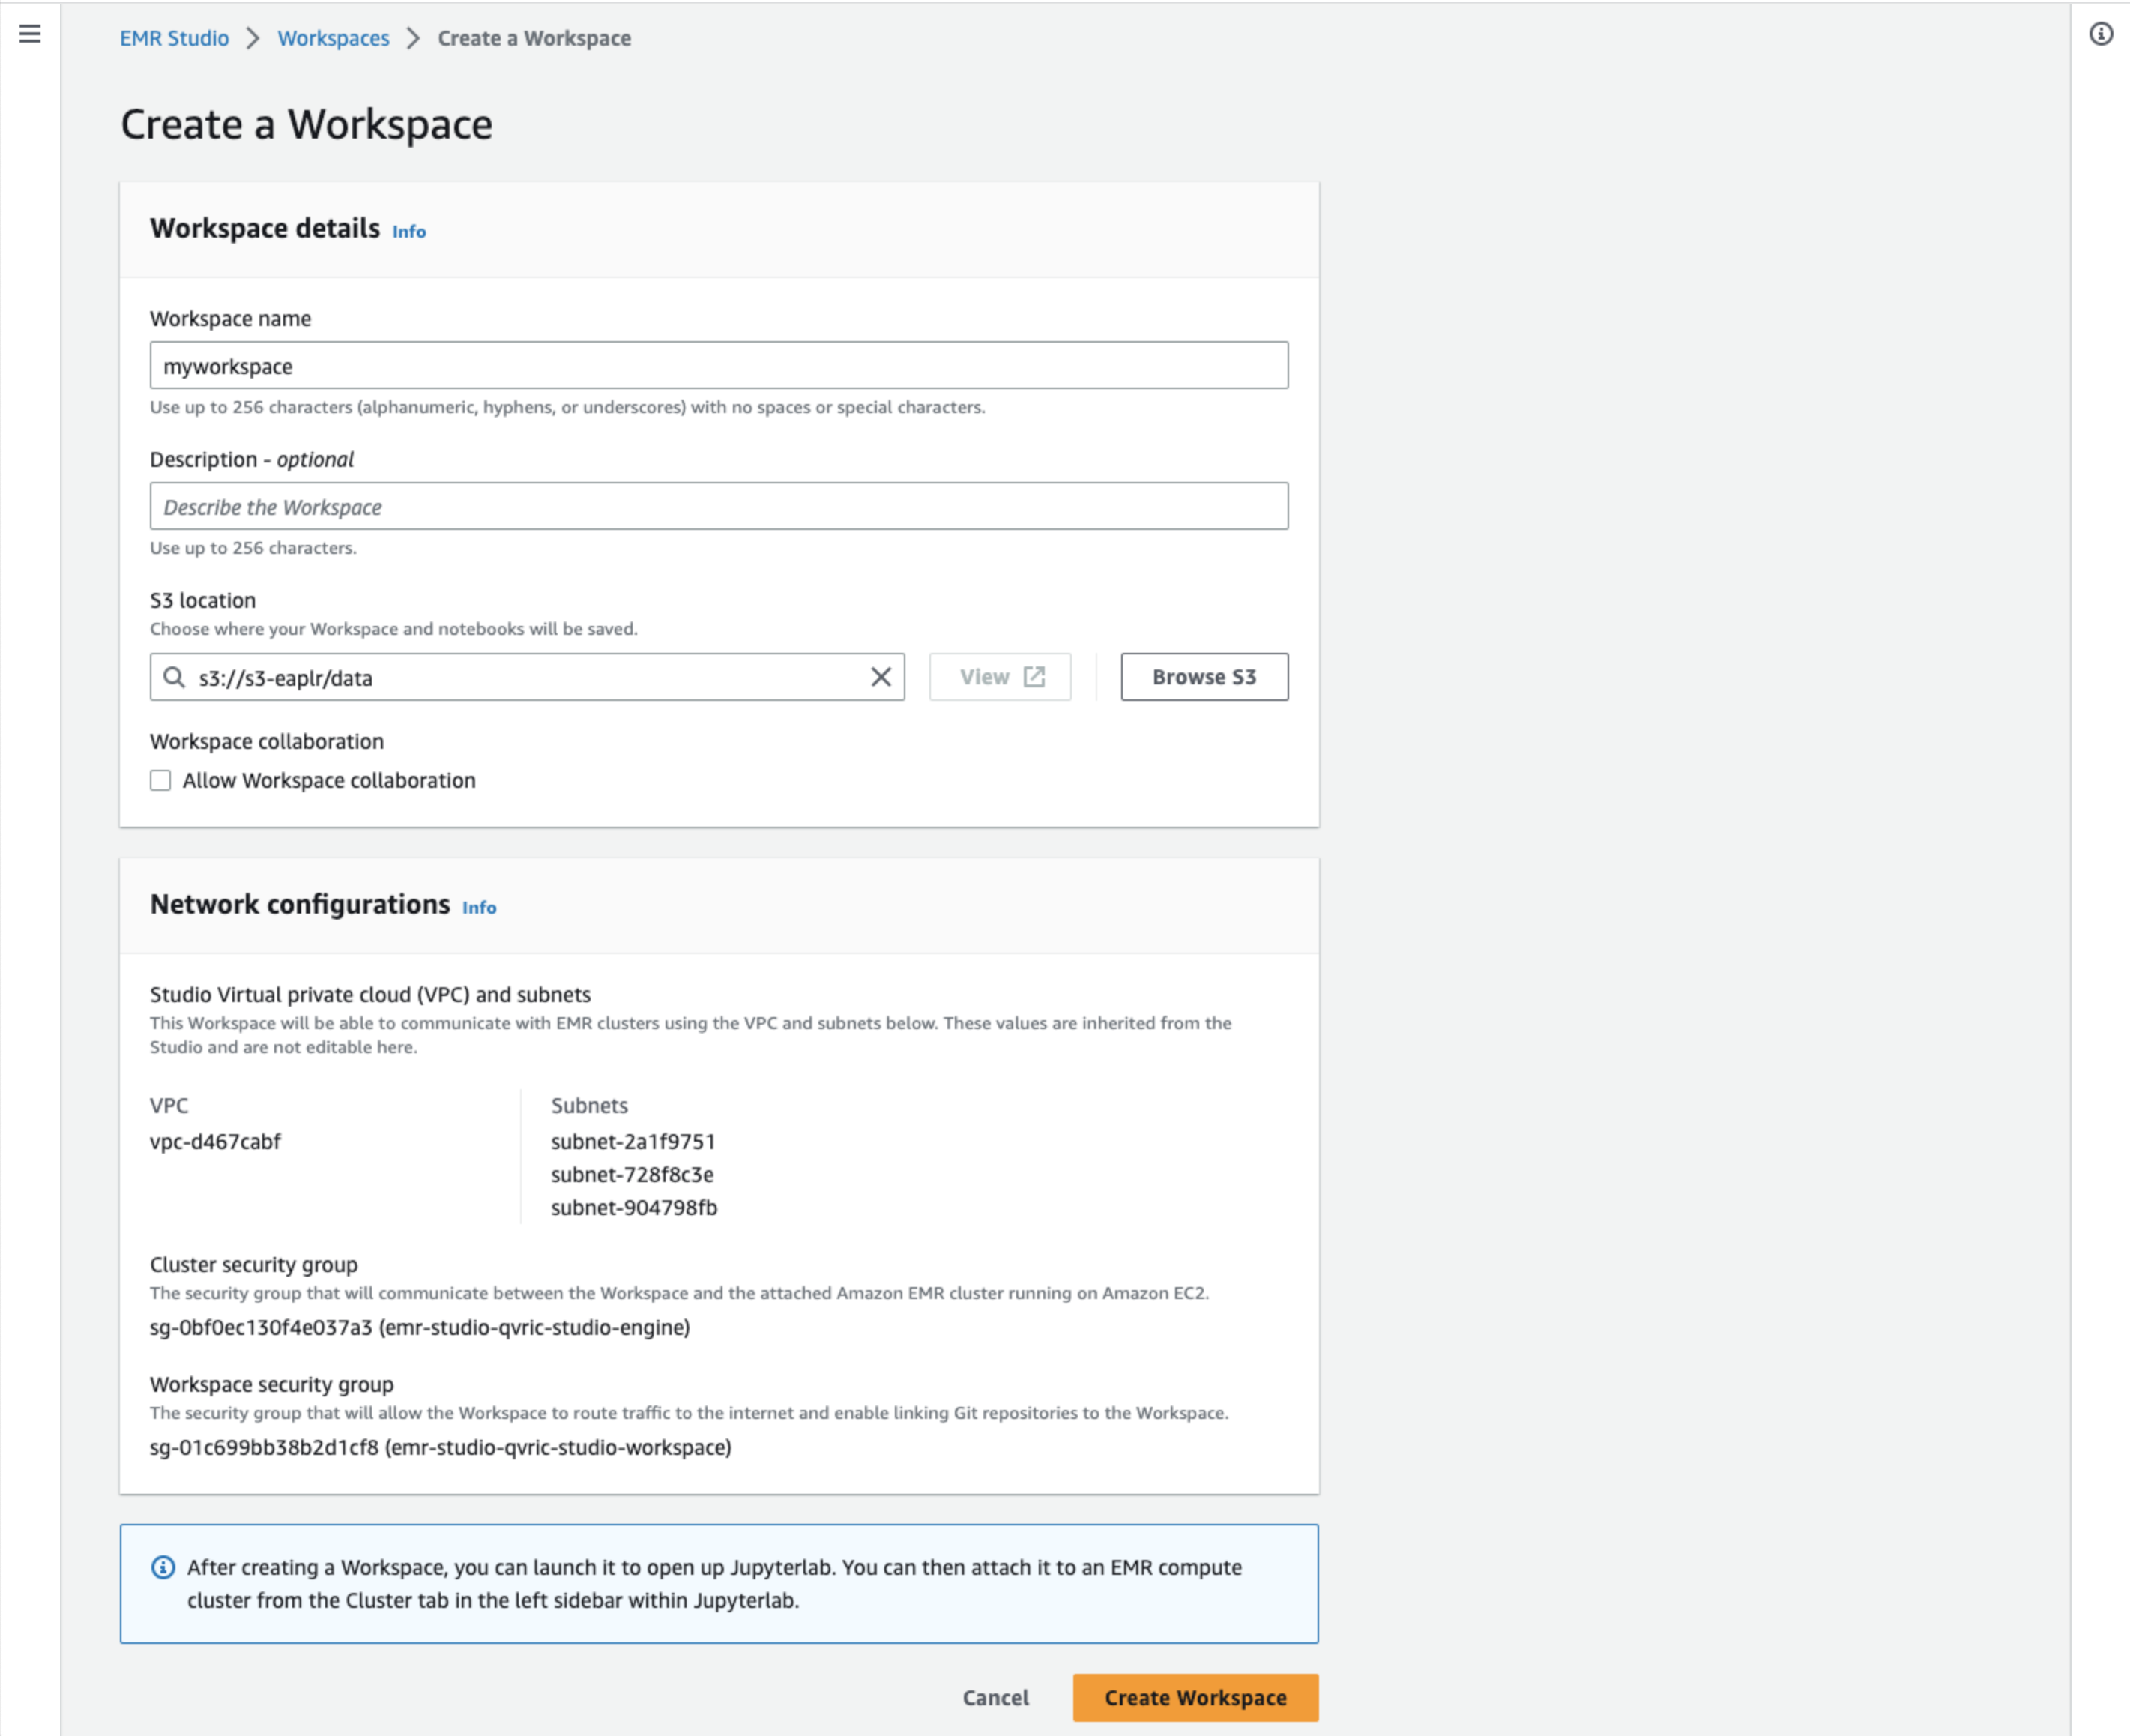 EMR Studio > Workspaces > Create a Workspace
Create a Workspace
Workspace details Info
Workspace name
myworkspace
Use up to 256 characters (alphanumeric, hyphens, or underscores) with no spaces or special characters.
Description - optional
Describe the Workspace
Use up to 256 characters.
S3 location
Choose where your Workspace and notebooks will be saved.
s3://s3-eaplr/data View Browse S3
Workspace collaboration
Allow Workspace collaboration
Network configurations Info
Studio Virtual private cloud (VPC) and subnets
This Workspace will be able to communicate with EMR clusters using the VPC and subnets below. These values are inherited from the
Studio and are not editable here.
VPC
vpc-d467cabf
Subnets
subnet-2a1f9751
subnet-728f8c3e
subnet-904798fb
Cluster security group
The security group that will communicate between the Workspace and the attached Amazon EMR cluster running on Amazon EC2.
sg-0bf0ec130f4e037a3 (emr-studio-qvric-studio-engine)
Workspace security group
The security group that will allow the Workspace to route traffic to the internet and enable linking Git repositories to the Workspace.
sg-01c699bb38b2d1cf8 (emr-studio-qvric-studio-workspace)
After creating a Workspace, you can launch it to open up Jupyterlab. You can then attach it to an EMR compute
cluster from the Cluster tab in the left sidebar within Jupyterlab.
Cancel Create Workspace